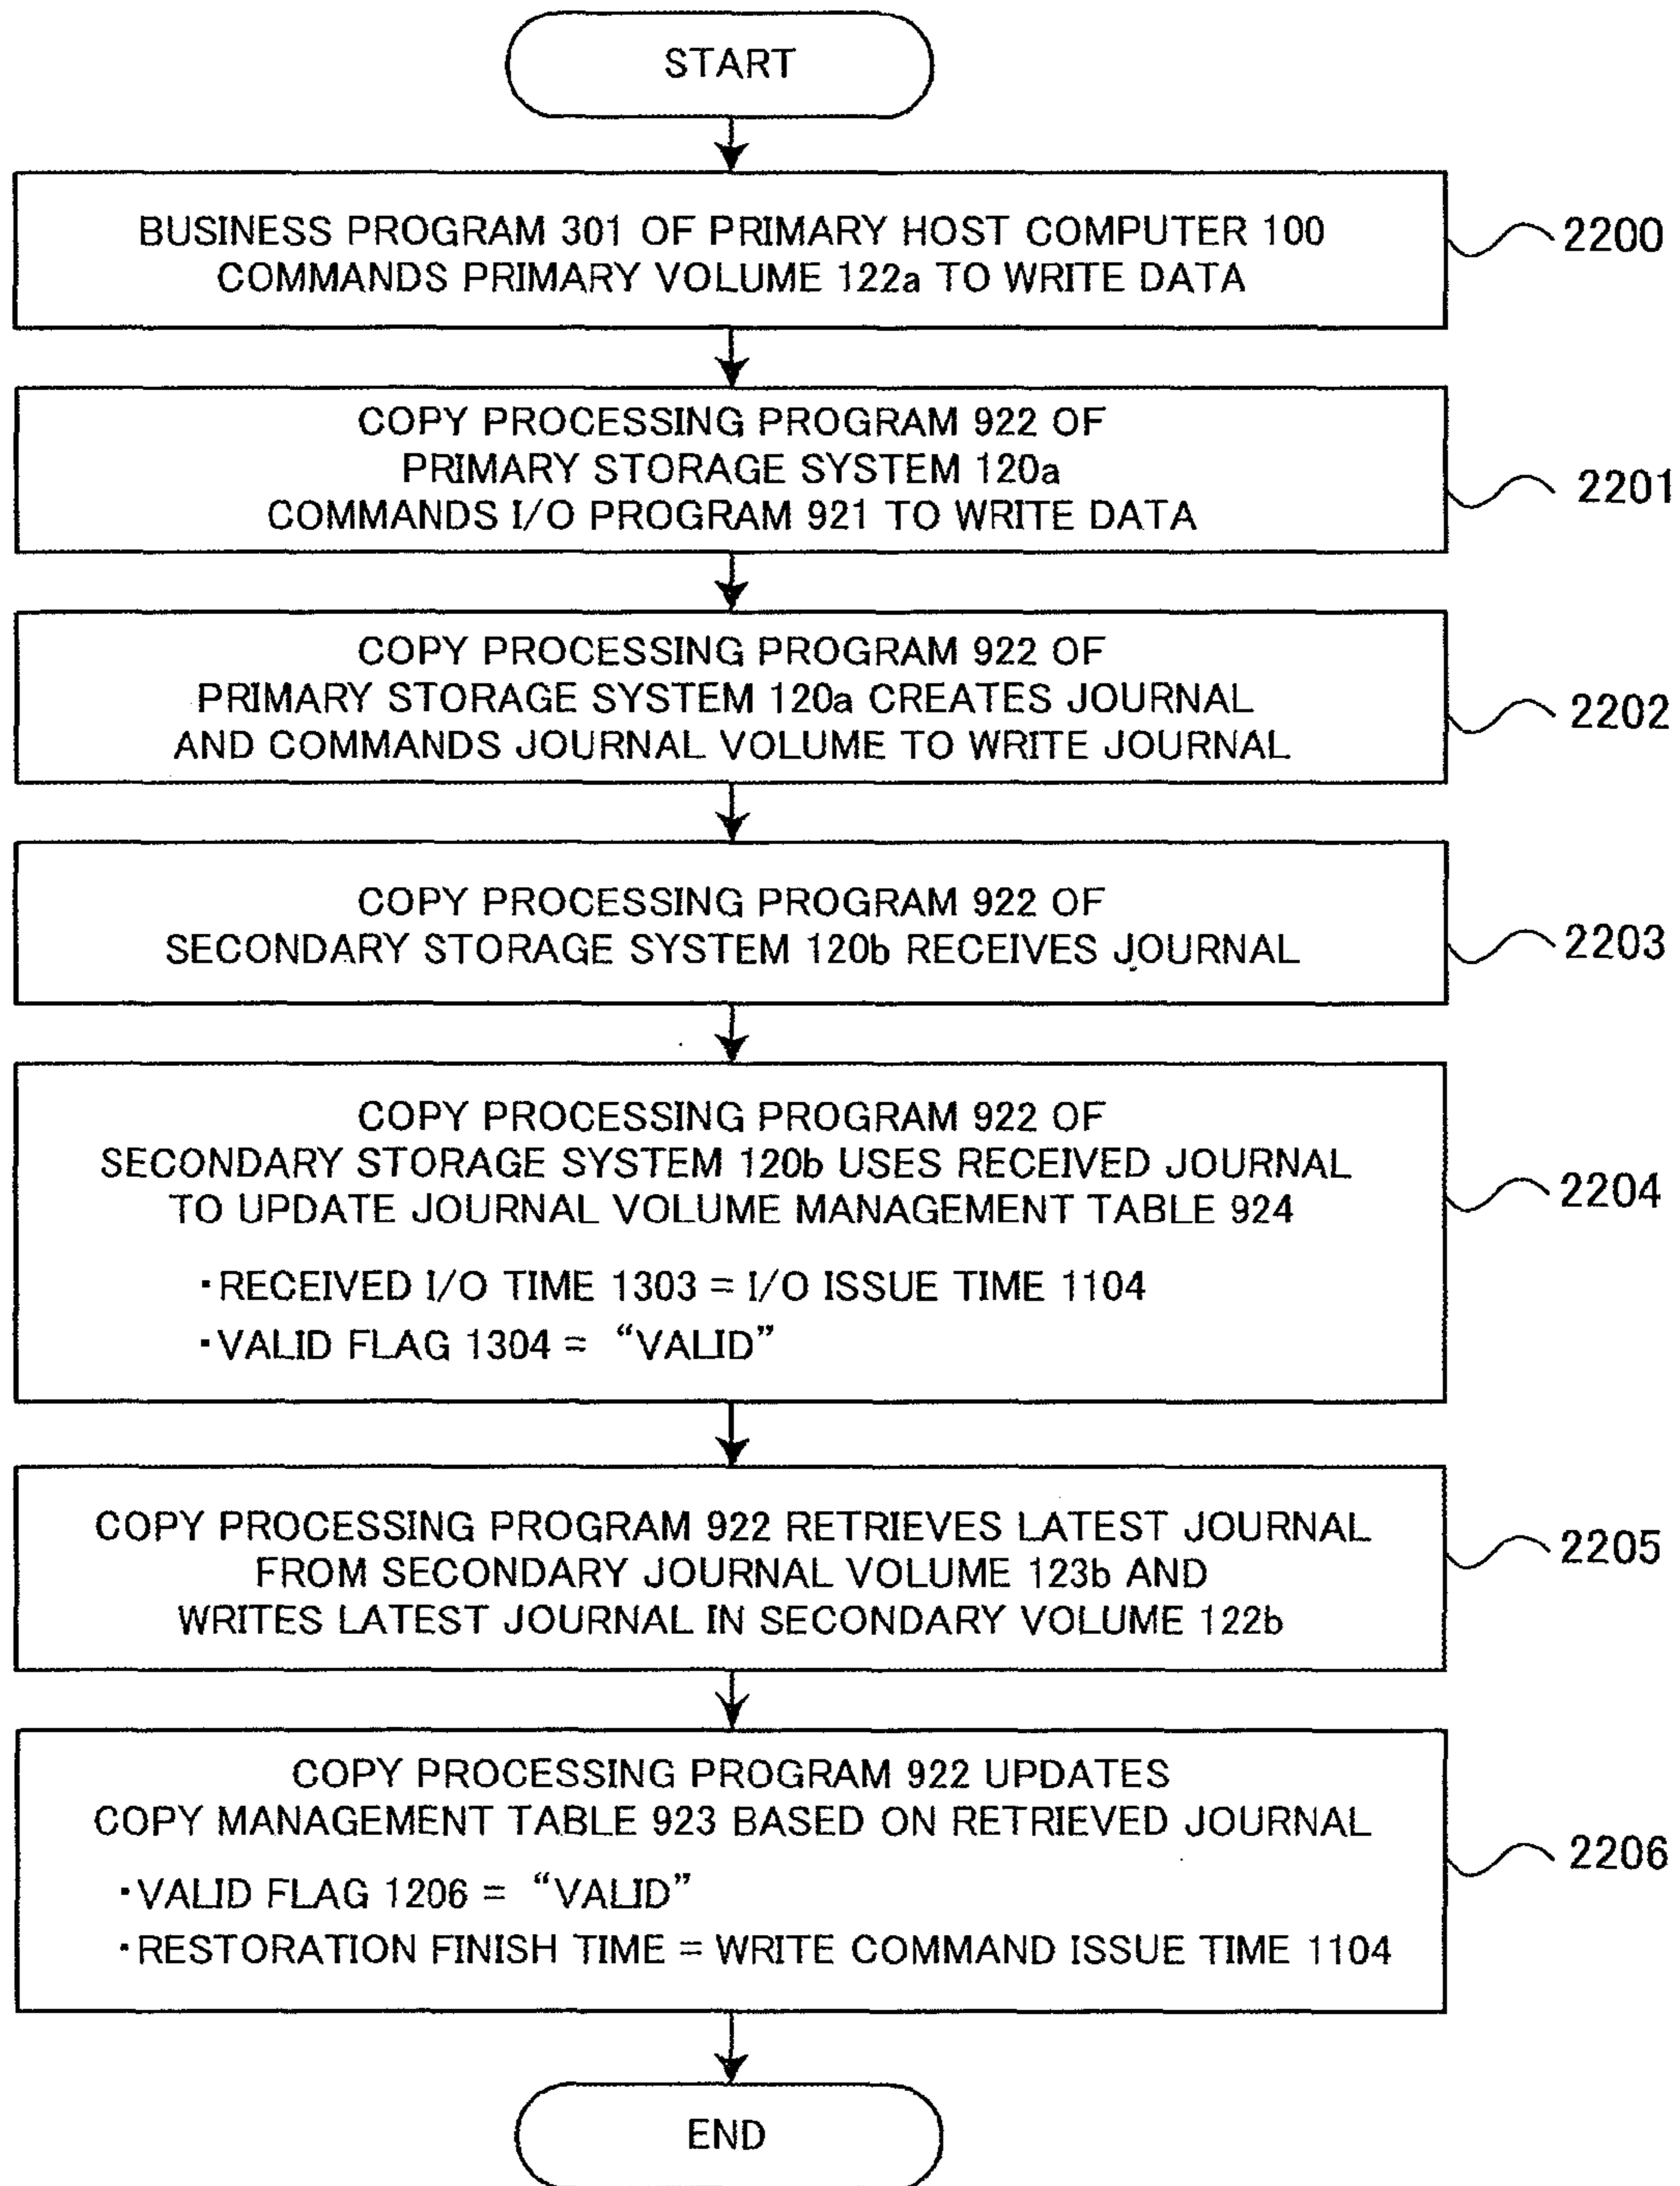 START
BUSINESS PROGRAM 301 OF PRIMARY HOST COMPUTER 100
COMMANDS PRIMARY VOLUME 122a TO WRITE DATA
2200
COPY PROCESSING PROGRAM 922 OF
PRIMARY STORAGE SYSTEM 120a
COMMANDS I/O PROGRAM 921 TO WRITE DATA
2201
COPY PROCESSING PROGRAM 922 OF
PRIMARY STORAGE SYSTEM 120a CREATES JOURNAL
AND COMMANDS JOURNAL VOLUME TO WRITE JOURNAL
2202
COPY PROCESSING PROGRAM 922 OF
SECONDARY STORAGE SYSTEM 120b RECEIVES JOURNAL
2203
COPY PROCESSING PROGRAM 922 OF
SECONDARY STORAGE SYSTEM 120b USES RECEIVED JOURNAL
TO UPDATE JOURNAL VOLUME MANAGEMENT TABLE 924
・RECEIVED I/O TIME 1303 = I/O ISSUE TIME 1104
・VALID FLAG 1304 = “VALID”
2204
COPY PROCESSING PROGRAM 922 RETRIEVES LATEST JOURNAL
FROM SECONDARY JOURNAL VOLUME 123b AND
WRITES LATEST JOURNAL IN SECONDARY VOLUME 122b
2205
COPY PROCESSING PROGRAM 922 UPDATES
COPY MANAGEMENT TABLE 923 BASED ON RETRIEVED JOURNAL
・VALID FLAG 1206 = “VALID”
・RESTORATION FINISH TIME = WRITE COMMAND ISSUE TIME 1104
2206
END